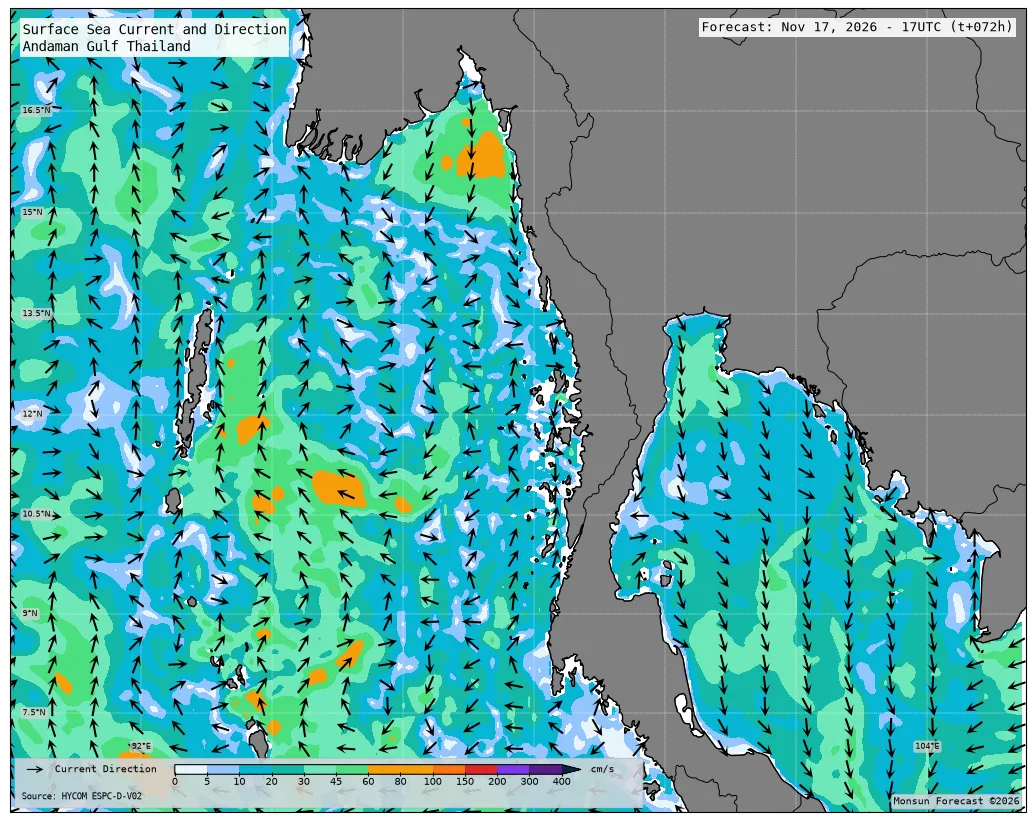 Surface Sea Current and Direction
Andaman Gulf Thailand
Forecast: Nov 17, 2026 - 17UTC (t+072h)
16.5°N
15°N
13.5°N
12°N
10.5°N
9°N
7.5°N
92°E
104°E
Current Direction
0 5 10 20 30 45 60 80 100 150 200 300 400 cm/s
Source: HYCOM ESPC-D-V02
Monsun Forecast ©2026